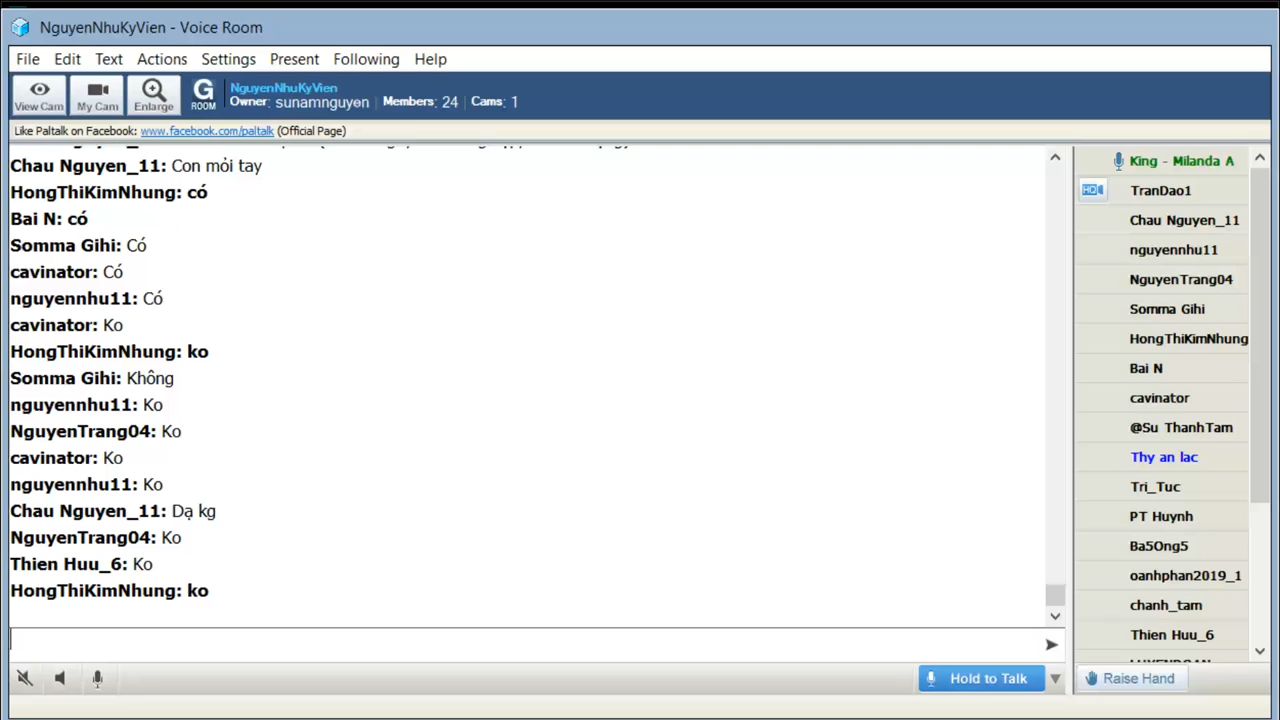 NguyenNhuKyVien - Voice Room
File Edit Text Actions Settings Present Following Help
View Cam My Cam Enlarge G ROOM
NguyenNhuKyVien
Owner: sunamnguyen | Members: 24 | Cams: 1
Like Paltalk on Facebook: www.facebook.com/paltalk (Official Page)
Chau Nguyen_11: Con mỏi tay
HongThiKimNhung: có
Bai N: có
Somma Gihi: Có
cavinator: Có
nguyennhu11: Có
cavinator: Ko
HongThiKimNhung: ko
Somma Gihi: Không
nguyennhu11: Ko
NguyenTrang04: Ko
cavinator: Ko
nguyennhu11: Ko
Chau Nguyen_11: Dạ kg
NguyenTrang04: Ko
Thien Huu_6: Ko
HongThiKimNhung: ko
King - Milanda A
HD
TranDao1
Chau Nguyen_11
nguyennhu11
NguyenTrang04
Somma Gihi
HongThiKimNhung
Bai N
cavinator
@Su ThanhTam
Thy an lac
Tri_Tuc
PT Huynh
Ba5Ong5
oanhphan2019_1
chanh_tam
Thien Huu_6
Hold to Talk
Raise Hand